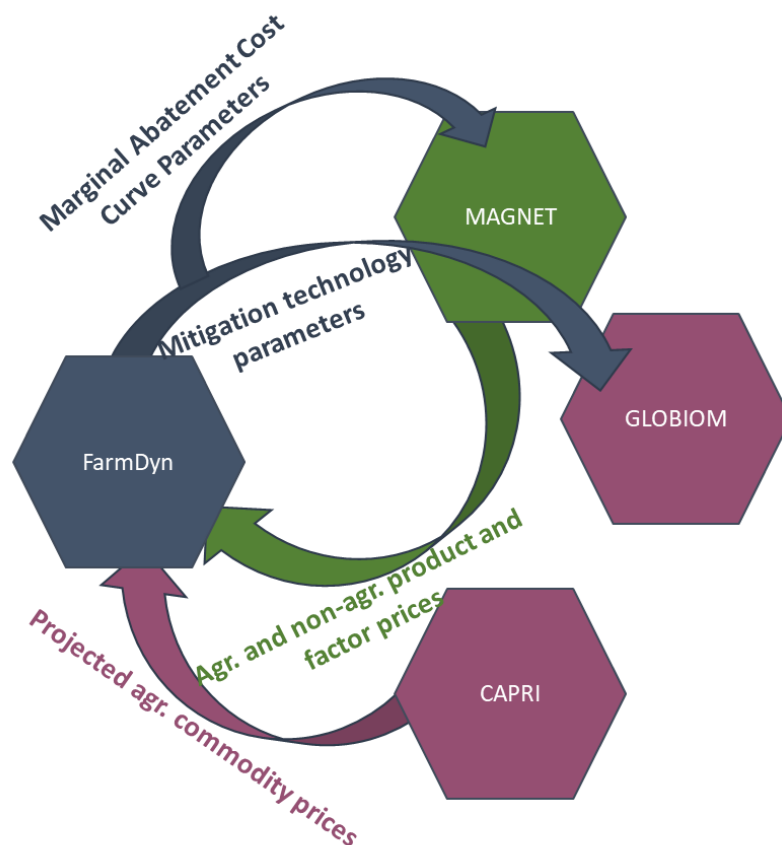 Marginal Abatement Cost
Curve Parameters
MAGNET
Mitigation technology
parameters
GLOBIOM
FarmDyn
Agr. and non-agr. product and
factor prices
Projected agr. commodity prices
CAPRI